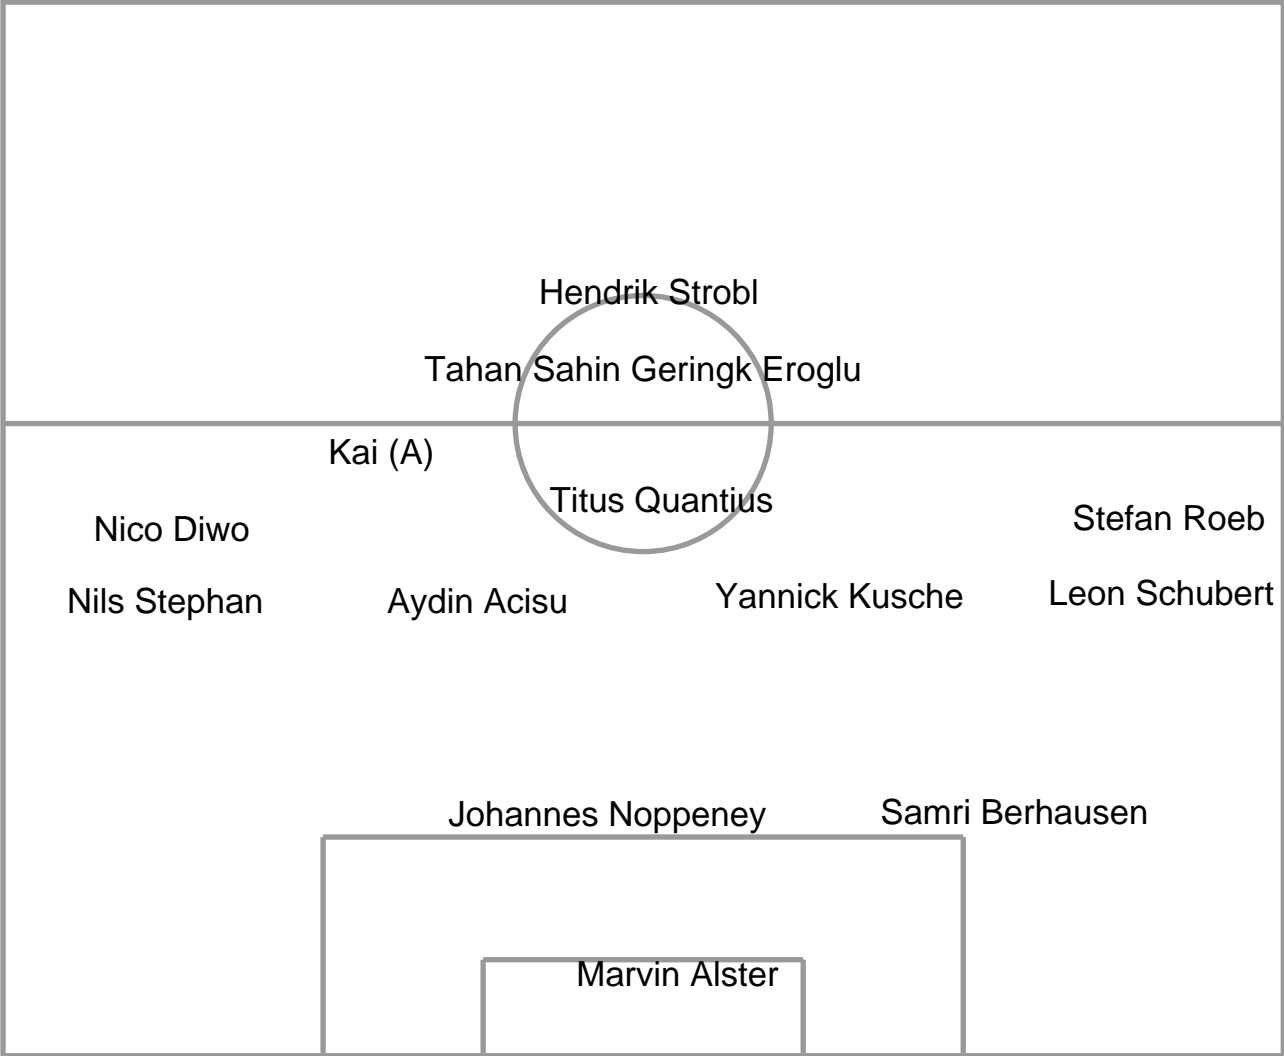 Hendrik Strobl
Tahan Sahin Geringk Eroglu
Kai (A)
Titus Quantius
Nico Diwo
Stefan Roeb
Nils Stephan
Aydin Acisu
Yannick Kusche
Leon Schubert
Johannes Noppeney
Samri Berhausen
Marvin Alster